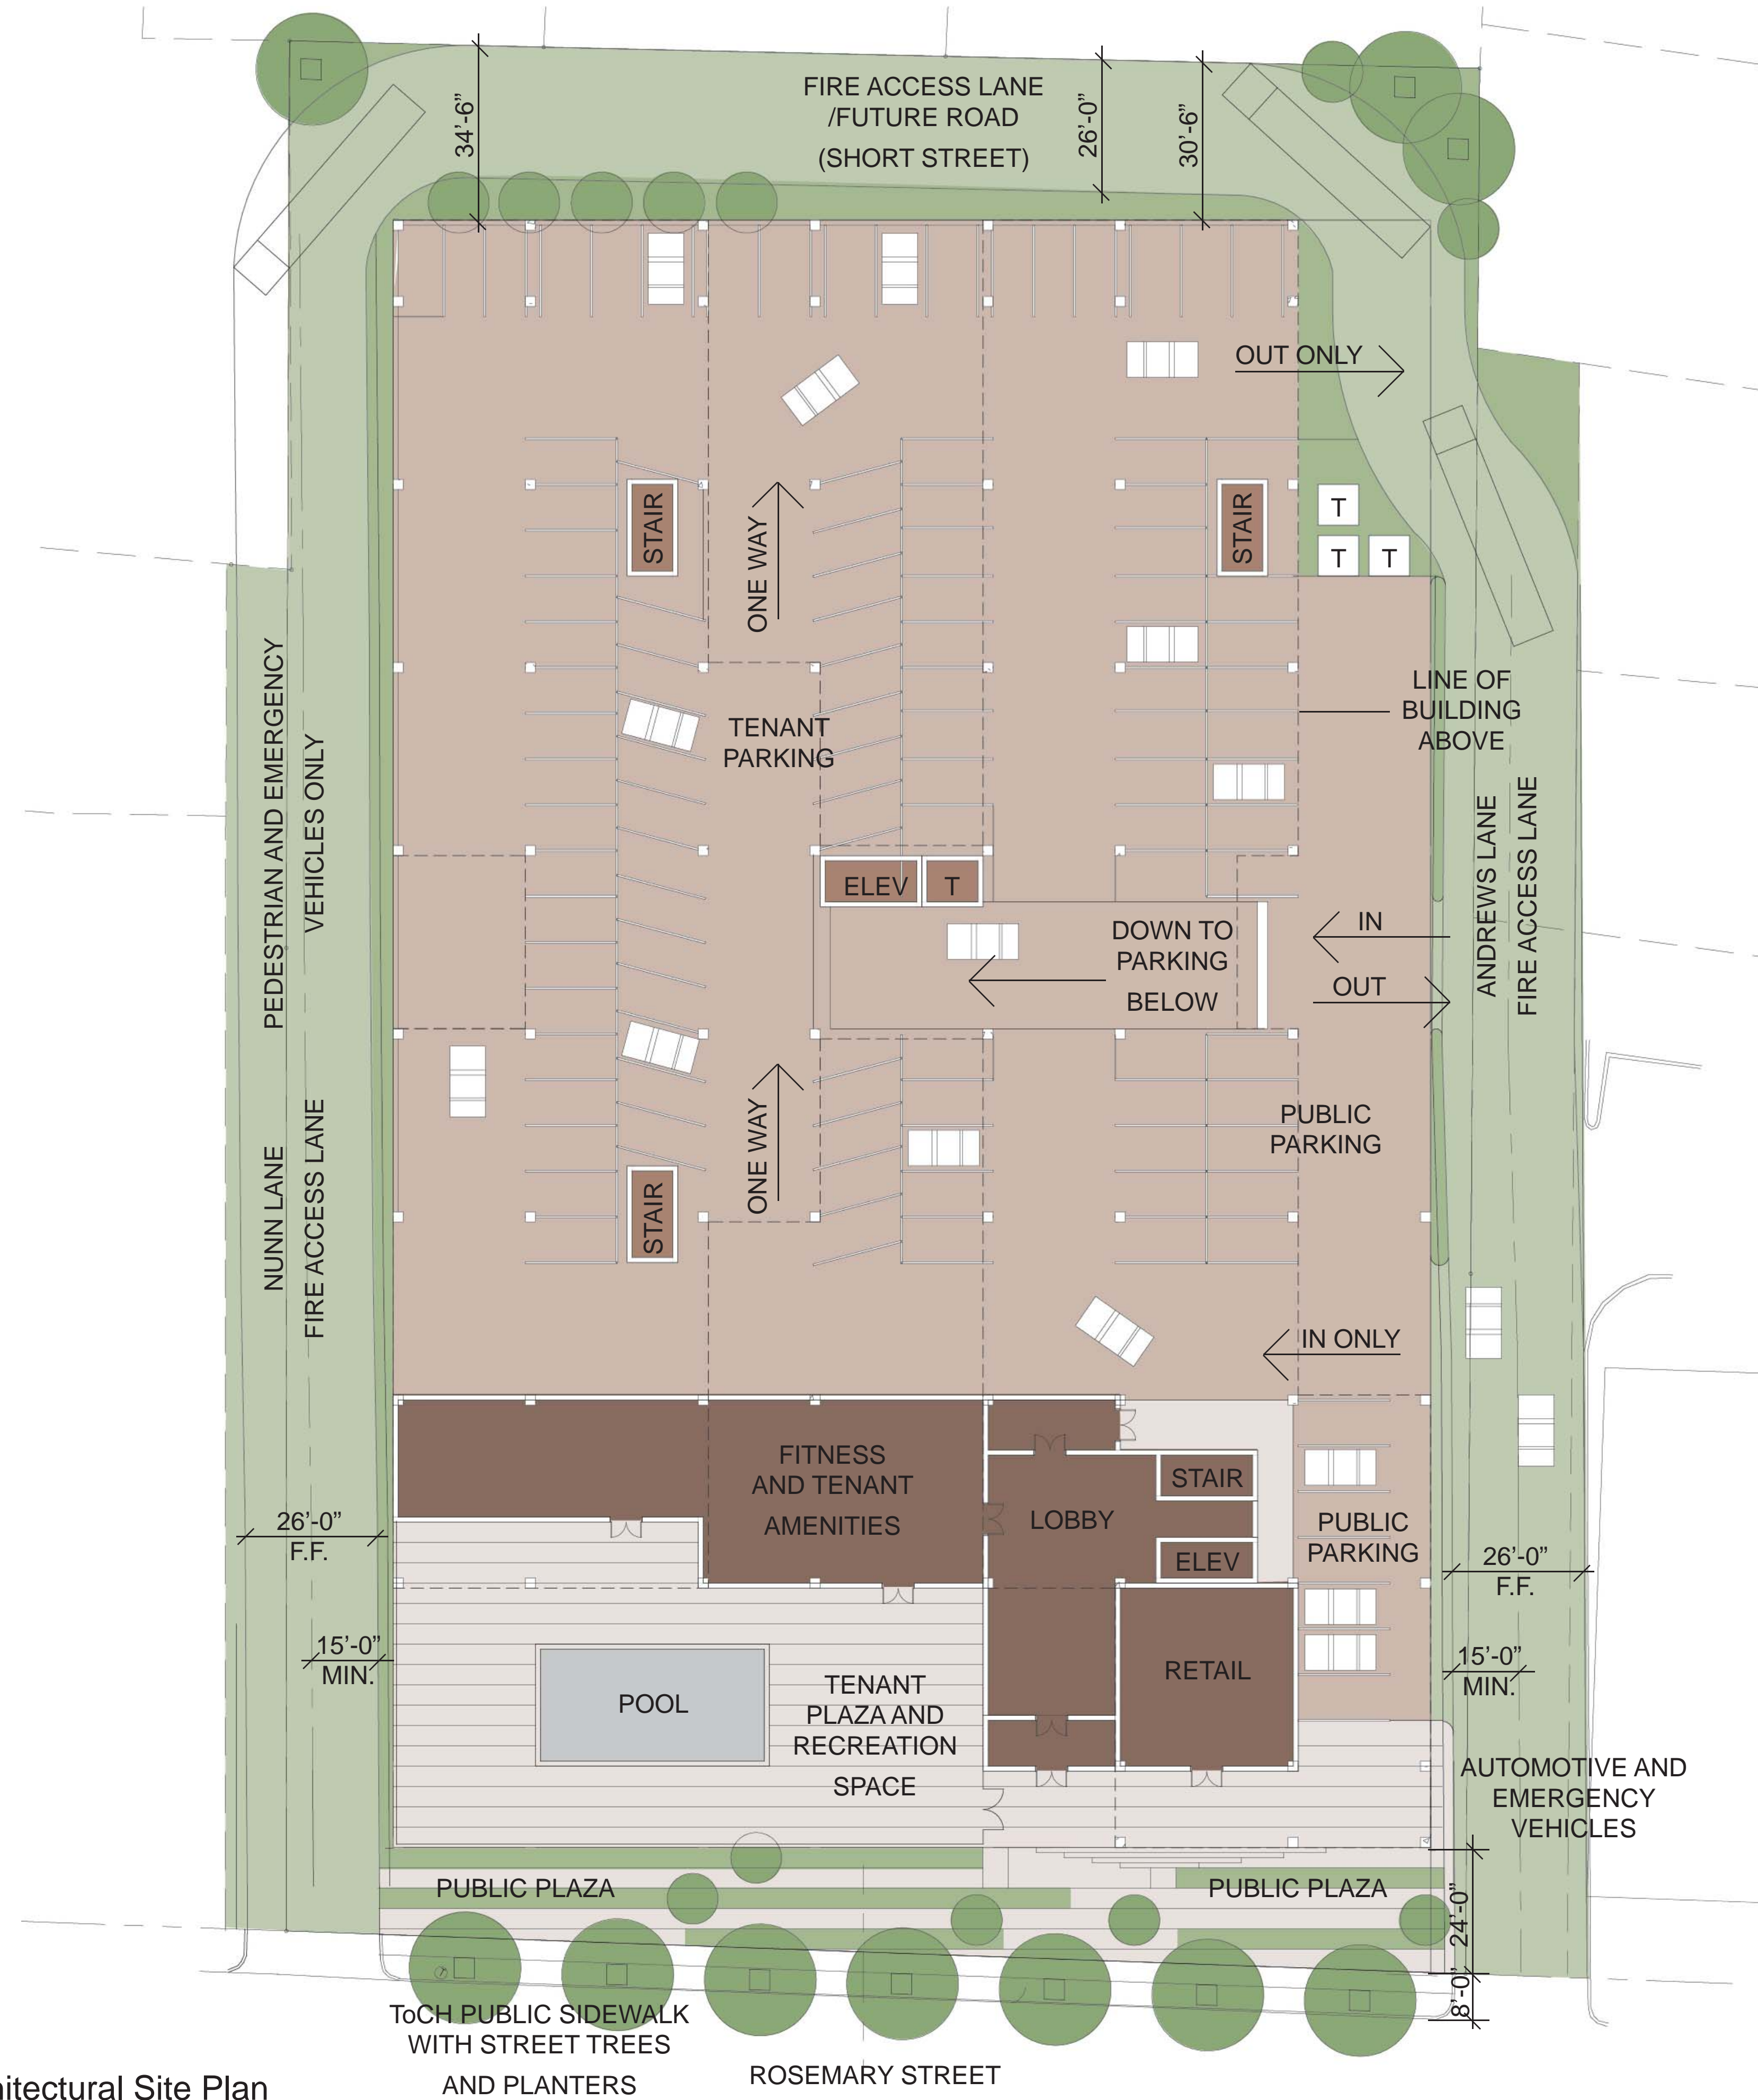 FIRE ACCESS LANE
/FUTURE ROAD
(SHORT STREET)
34’-6”
26’-0”
30’-6”
OUT ONLY
STAIR
ONE WAY
STAIR
T
T
T
LINE OF
BUILDING
ABOVE
TENANT
PARKING
PEDESTRIAN AND EMERGENCY
VEHICLES ONLY
ANDREWS LANE
FIRE ACCESS LANE
ELEV
T
DOWN TO
PARKING
BELOW
IN
OUT
NUNN LANE
FIRE ACCESS LANE
ONE WAY
STAIR
PUBLIC
PARKING
IN ONLY
FITNESS
AND TENANT
AMENITIES
LOBBY
STAIR
ELEV
PUBLIC
PARKING
26’-0”
F.F.
26’-0”
F.F.
15’-0”
MIN.
15’-0”
MIN.
POOL
TENANT
PLAZA AND
RECREATION
SPACE
RETAIL
AUTOMOTIVE AND
EMERGENCY
VEHICLES
PUBLIC PLAZA
PUBLIC PLAZA
24’-0”
8’-0”
ToCH PUBLIC SIDEWALK
WITH STREET TREES
AND PLANTERS
ROSEMARY STREET
hitectural Site Plan